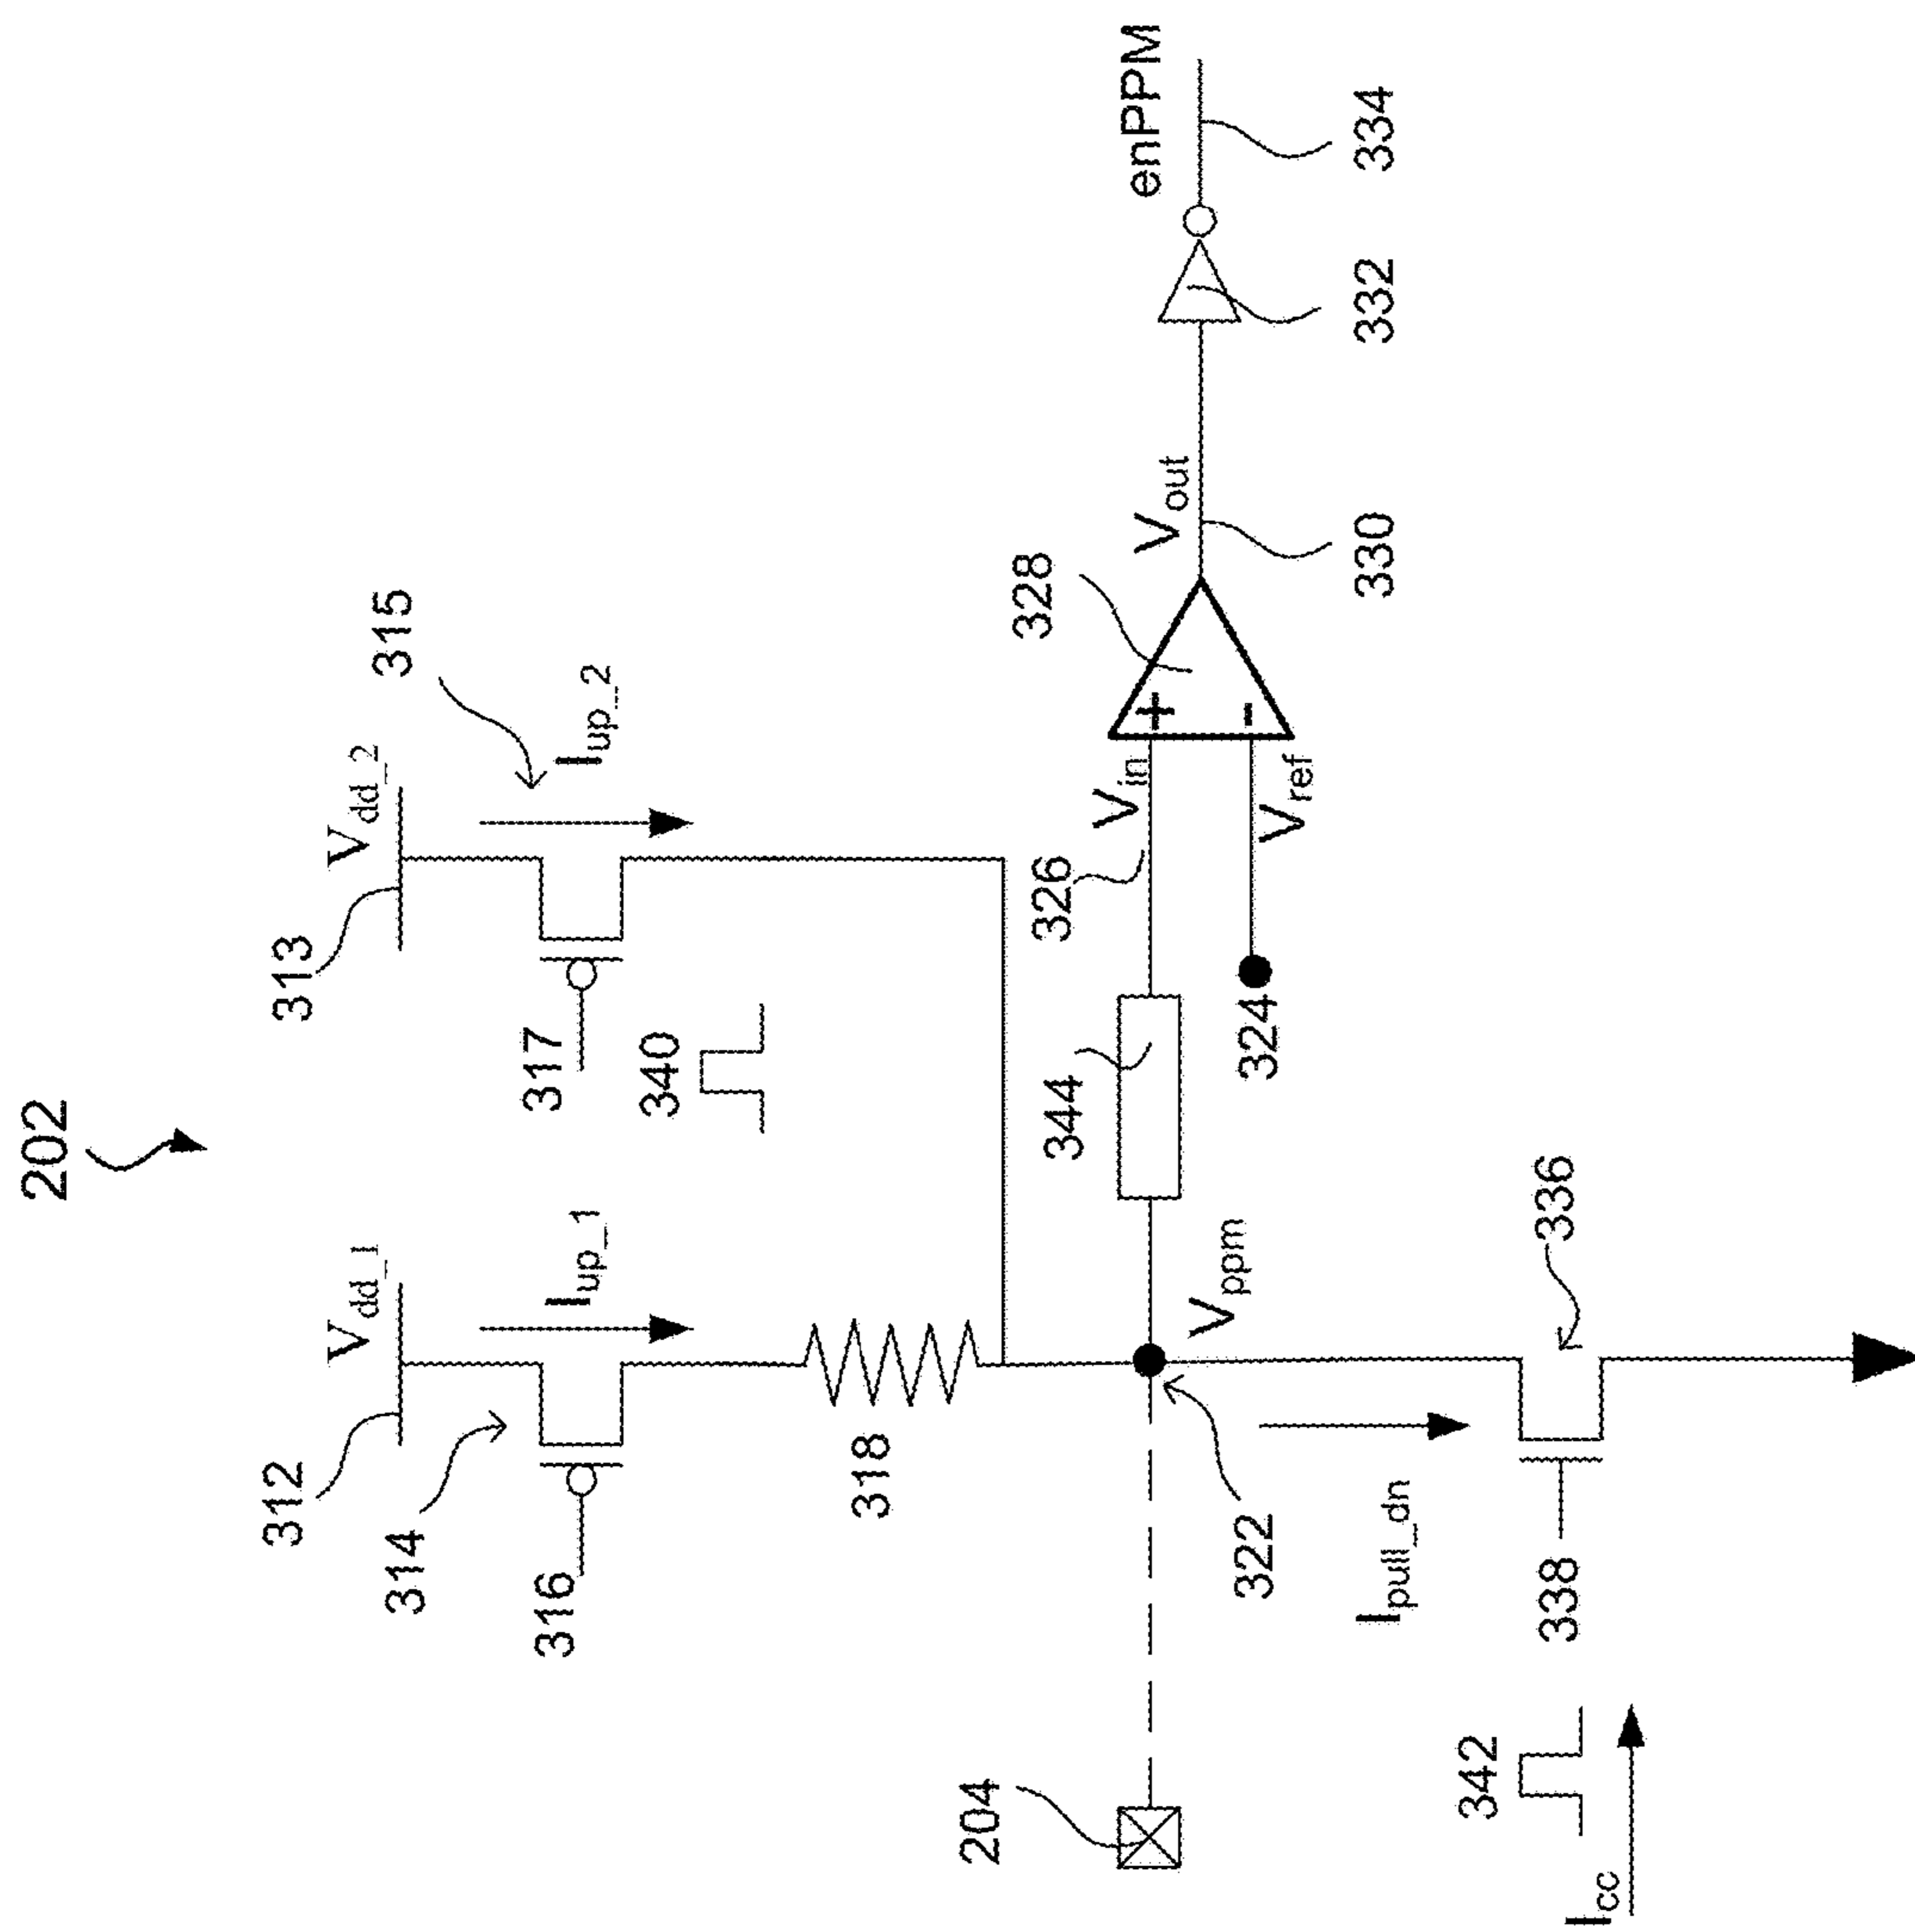 202
V_dd_1
V_dd_2
312
313
314
315
I_up_1
I_up_2
316
317
340
318
328
204
344
326
V_in
V_out
enPPM
V_ppm
324
V_ref
322
330
332
334
I_pull_dn
336
338
342
I_cc